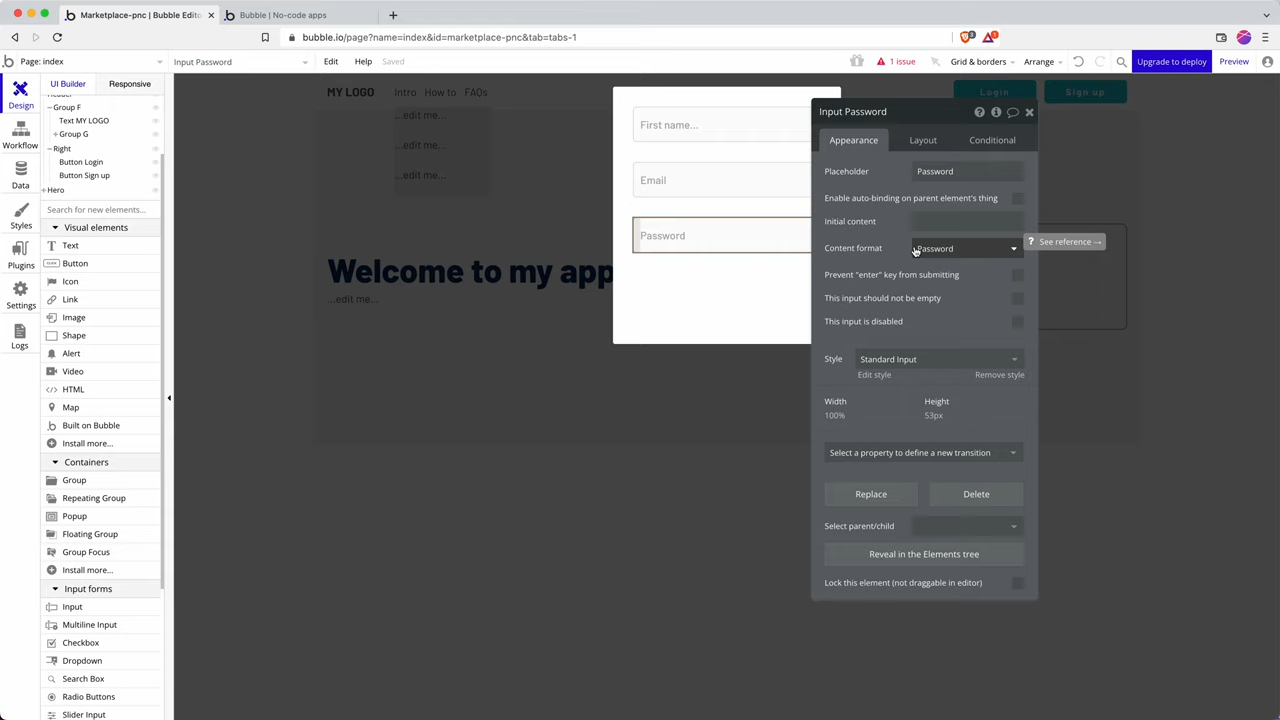 Marketplace-pnc | Bubble Edito
Bubble | No-code apps
bubble.io/page?name=index&id=marketplace-pnc&tab=tabs-1
Page: index
Input Password
Edit
Help
Saved
1 issue
Grid & borders
Arrange
Upgrade to deploy
Preview
Design
Workflow
Data
Styles
Plugins
Settings
Logs
UI Builder
Responsive
Group F
Text MY LOGO
Group G
Right
Button Login
Button Sign up
Hero
Search for new elements...
Visual elements
Text
Button
Icon
Link
Image
Shape
Alert
Video
HTML
Map
Built on Bubble
Install more...
Containers
Group
Repeating Group
Popup
Floating Group
Group Focus
Install more...
Input forms
Input
Multiline Input
Checkbox
Dropdown
Search Box
Radio Buttons
Slider Input
MY LOGO
Intro
How to
FAQs
Login
Sign up
...edit me...
...edit me...
...edit me...
Welcome to my app
...edit me...
First name...
Email
Password
Input Password
Appearance
Layout
Conditional
Placeholder
Password
Enable auto-binding on parent element's thing
Initial content
Content format
Password
? See reference →
Prevent "enter" key from submitting
This input should not be empty
This input is disabled
Style
Standard Input
Edit style
Remove style
Width
Height
100%
53px
Select a property to define a new transition
Replace
Delete
Select parent/child
Reveal in the Elements tree
Lock this element (not draggable in editor)